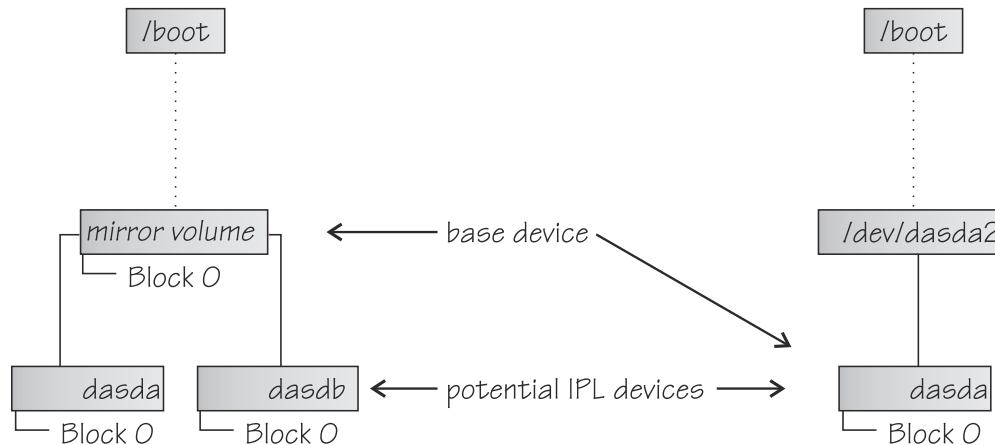 /boot
/boot
mirror volume
base device
/dev/dasda2
Block 0
dasda
dasdb
potential IPL devices
dasda
Block 0
Block 0
Block 0